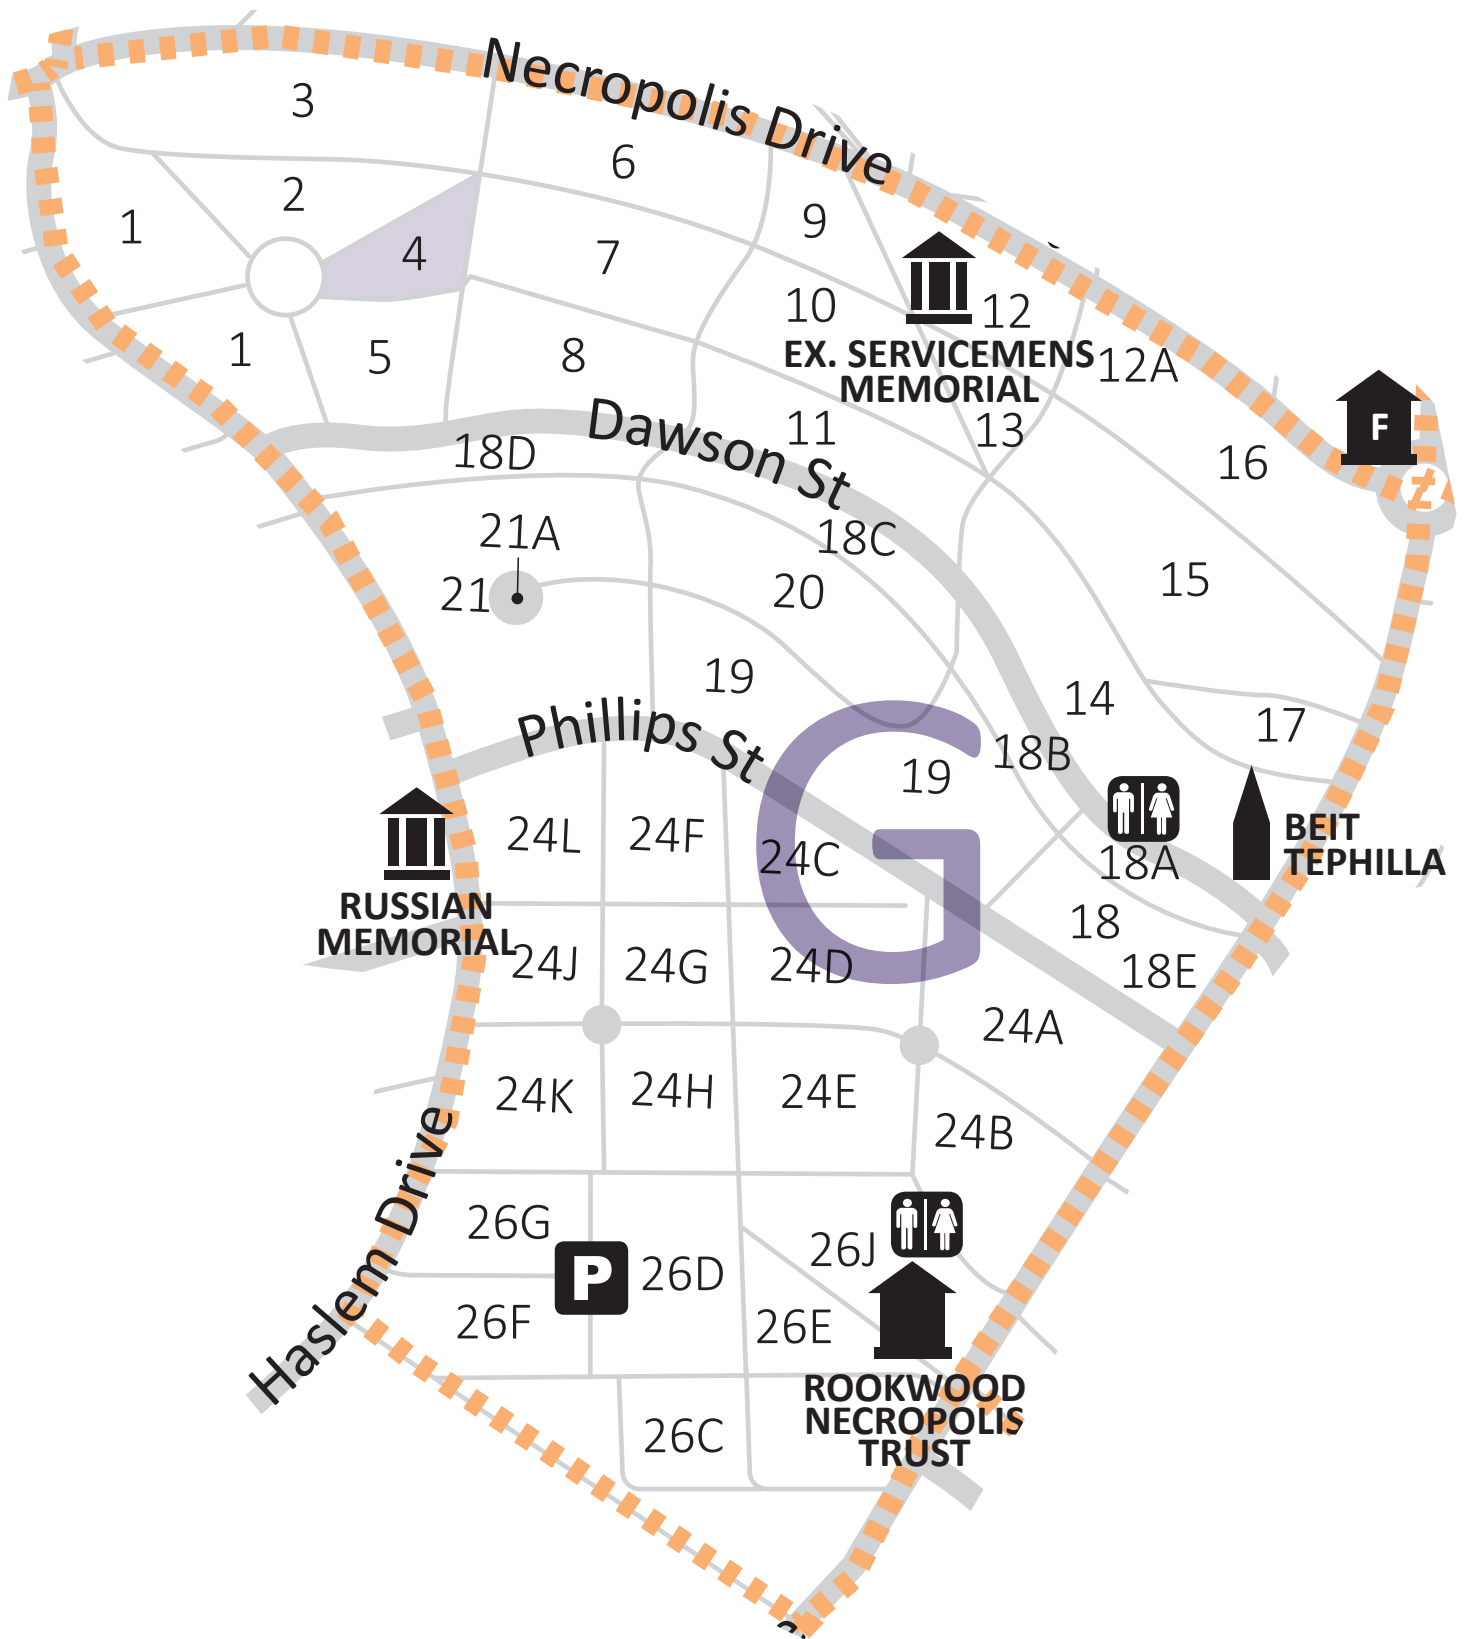 Necropolis Drive
3
6
2
1
9
4
7
10
12
1
5
8
EX. SERVICEMENS
MEMORIAL
12A
Dawson St
11
13
F
18D
16
21A
18C
21
20
15
19
14
Phillips St
17
18B
19
24L
24F
24C
G
BEIT
TEPHILLA
18A
RUSSIAN
MEMORIAL
18
24J
24G
24D
18E
24A
24K
24H
24E
24B
Haslem Drive
26G
26J
P
26D
26F
26E
ROOKWOOD
NECROPOLIS
TRUST
26C